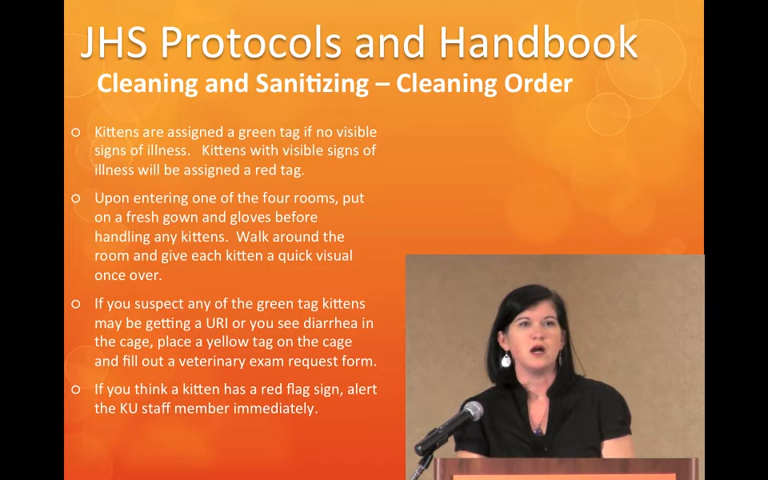 JHS Protocols and Handbook
Cleaning and Sanitizing – Cleaning Order
Kittens are assigned a green tag if no visible
signs of illness.   Kittens with visible signs of
illness will be assigned a red tag.
Upon entering one of the four rooms, put
on a fresh gown and gloves before
handling any kittens.  Walk around the
room and give each kitten a quick visual
once over.
If you suspect any of the green tag kittens
may be getting a URI or you see diarrhea in
the cage, place a yellow tag on the cage
and fill out a veterinary exam request form.
If you think a kitten has a red flag sign, alert
the KU staff member immediately.